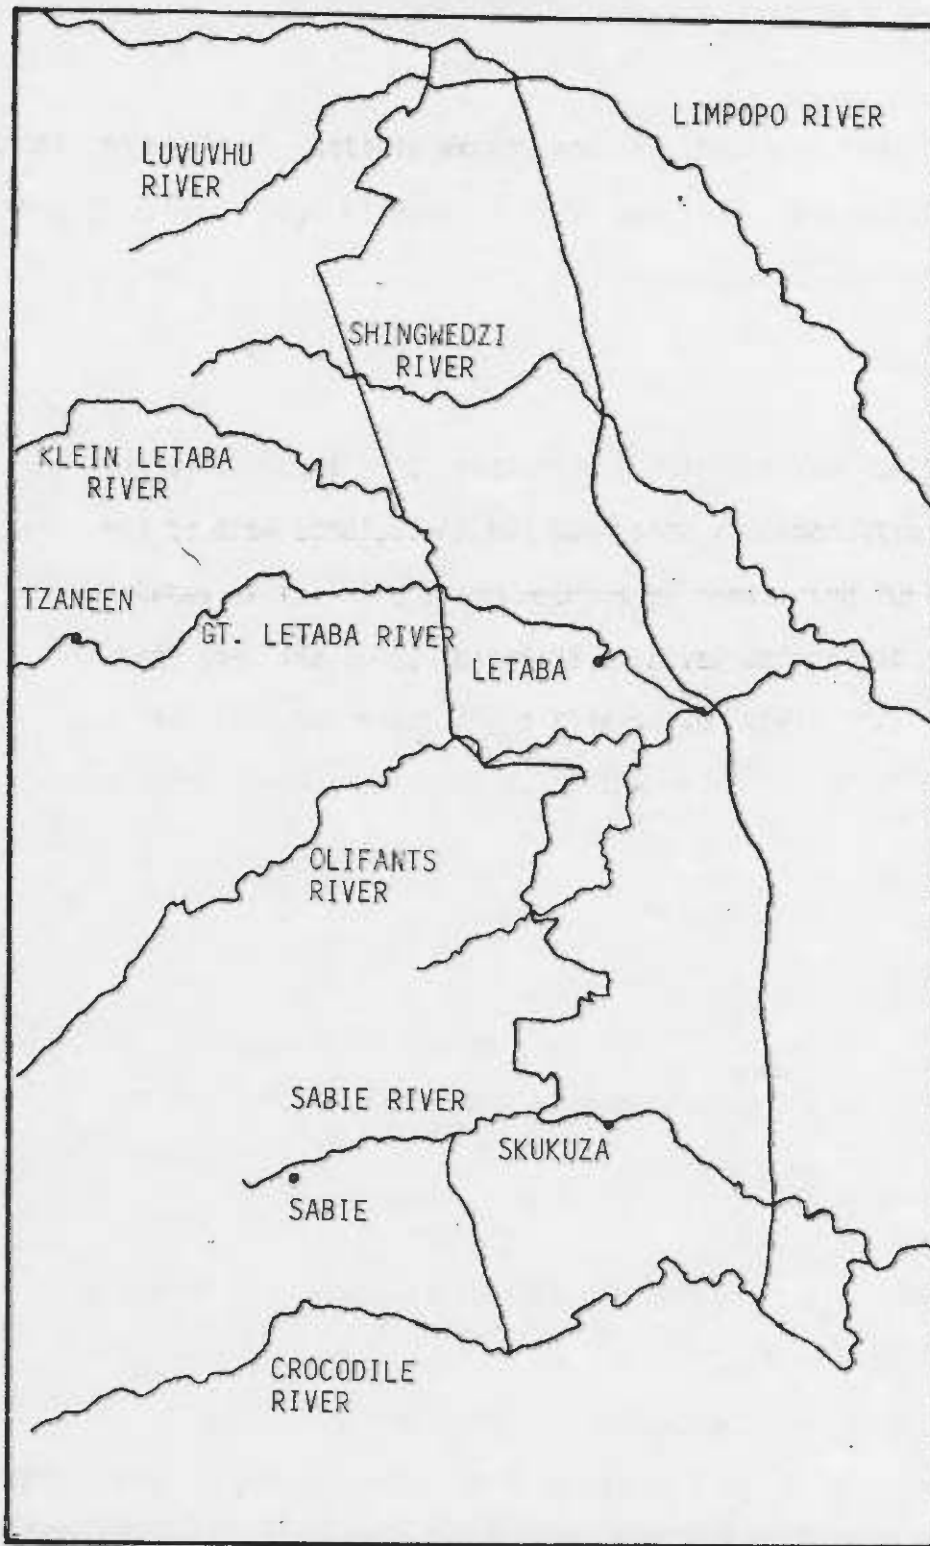 LIMPOPO RIVER
LUVUVHU
RIVER
SHINGWEDZI
RIVER
KLEIN LETABA
RIVER
TZANEEN
GT. LETABA RIVER
LETABA
OLIFANTS
RIVER
SABIE RIVER
SKUKUZA
SABIE
CROCODILE
RIVER